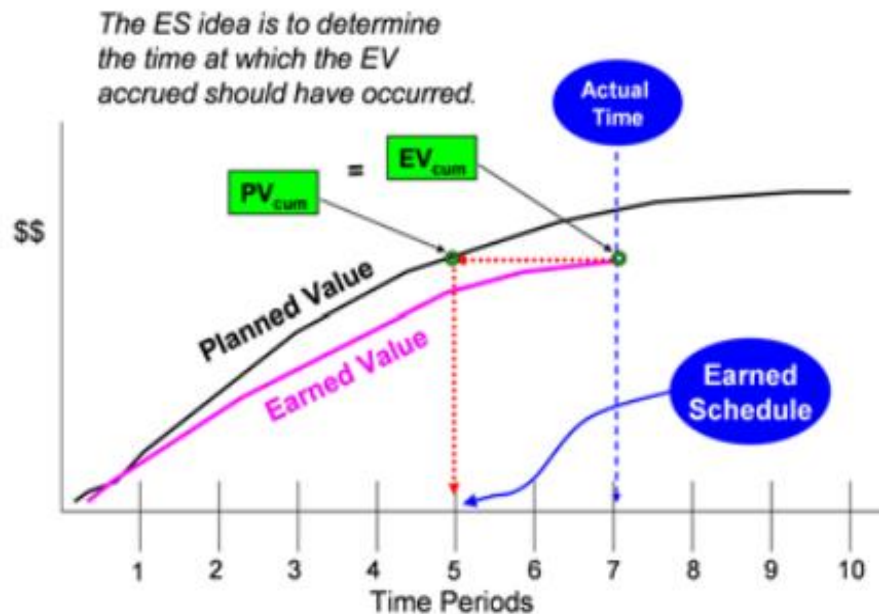 The ES idea is to determine
the time at which the EV
accrued should have occurred.
Actual
Time
PVcum
=
EVcum
$$
Planned Value
Earned Value
Earned
Schedule
1 2 3 4 5 6 7 8 9 10
Time Periods